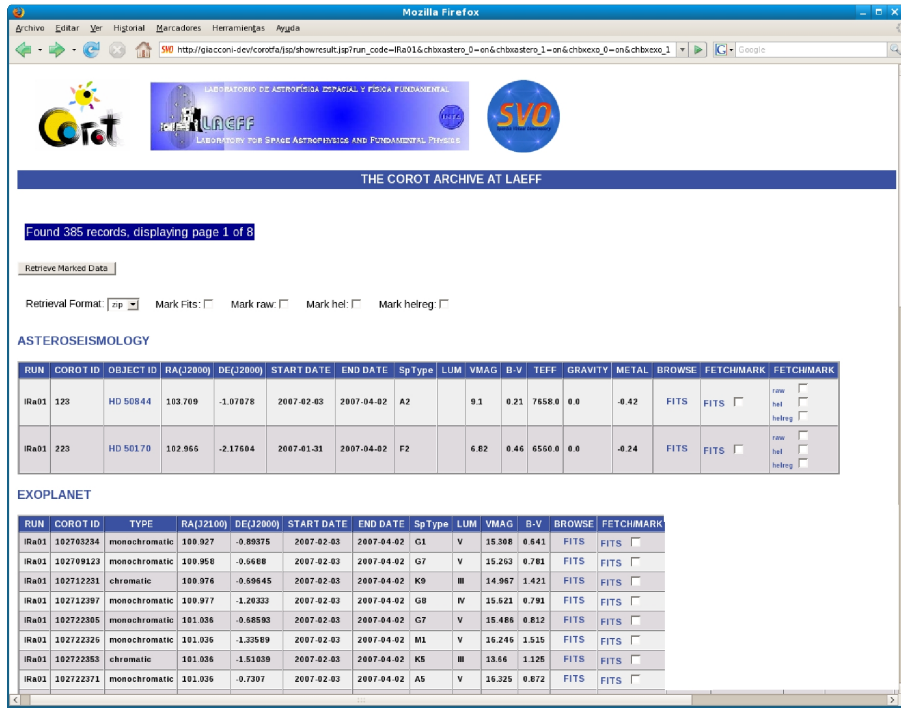 Mozilla Firefox
Archivo Editar Ver Historial Marcadores Herramientas Ayuda
SVO http://giacconi-dev/corotfa/jsp/showresult.jsp?run_code=IRa01&chbxastero_0=on&chbxastero_1=on&chbxexo_0=on&chbxexo_1 G Google
Corot
LABORATORIO DE ASTROFÍSICA ESPACIAL Y FÍSICA FUNDAMENTAL
LAEFF
LABORATORY FOR SPACE ASTROPHYSICS AND FUNDAMENTAL PHYSICS
SVO
THE COROT ARCHIVE AT LAEFF
Found 385 records, displaying page 1 of 8
Retrieve Marked Data
Retrieval Format: zip Mark Fits: Mark raw: Mark hel: Mark helreg:
ASTEROSEISMOLOGY
RUN COROT ID OBJECT ID RA(J2000) DE(J2000) START DATE END DATE SpType LUM VMAG B-V TEFF GRAVITY METAL BROWSE FETCH/MARK FETCH/MARK
IRa01 123 HD 50844 103.709 -1.07078 2007-02-03 2007-04-02 A2 9.1 0.21 7658.0 0.0 -0.42 FITS FITS raw hel helreg
IRa01 223 HD 50170 102.966 -2.17604 2007-01-31 2007-04-02 F2 6.82 0.46 6560.0 0.0 -0.24 FITS FITS raw hel helreg
EXOPLANET
RUN COROT ID TYPE RA(J2100) DE(J2000) START DATE END DATE SpType LUM VMAG B-V BROWSE FETCH/MARK
IRa01 102703234 monochromatic 100.927 -0.89375 2007-02-03 2007-04-02 G1 V 15.308 0.641 FITS FITS
IRa01 102709123 monochromatic 100.958 -0.6688 2007-02-03 2007-04-02 G7 V 15.263 0.781 FITS FITS
IRa01 102712231 chromatic 100.976 -0.69645 2007-02-03 2007-04-02 K9 III 14.967 1.421 FITS FITS
IRa01 102712397 monochromatic 100.977 -1.20333 2007-02-03 2007-04-02 G8 IV 15.621 0.791 FITS FITS
IRa01 102722305 monochromatic 101.036 -0.68593 2007-02-03 2007-04-02 G7 V 15.486 0.812 FITS FITS
IRa01 102722326 monochromatic 101.036 -1.33589 2007-02-03 2007-04-02 M1 V 16.246 1.515 FITS FITS
IRa01 102722353 chromatic 101.036 -1.51039 2007-02-03 2007-04-02 K5 III 13.66 1.125 FITS FITS
IRa01 102722371 monochromatic 101.036 -0.7307 2007-02-03 2007-04-02 A5 V 16.325 0.872 FITS FITS